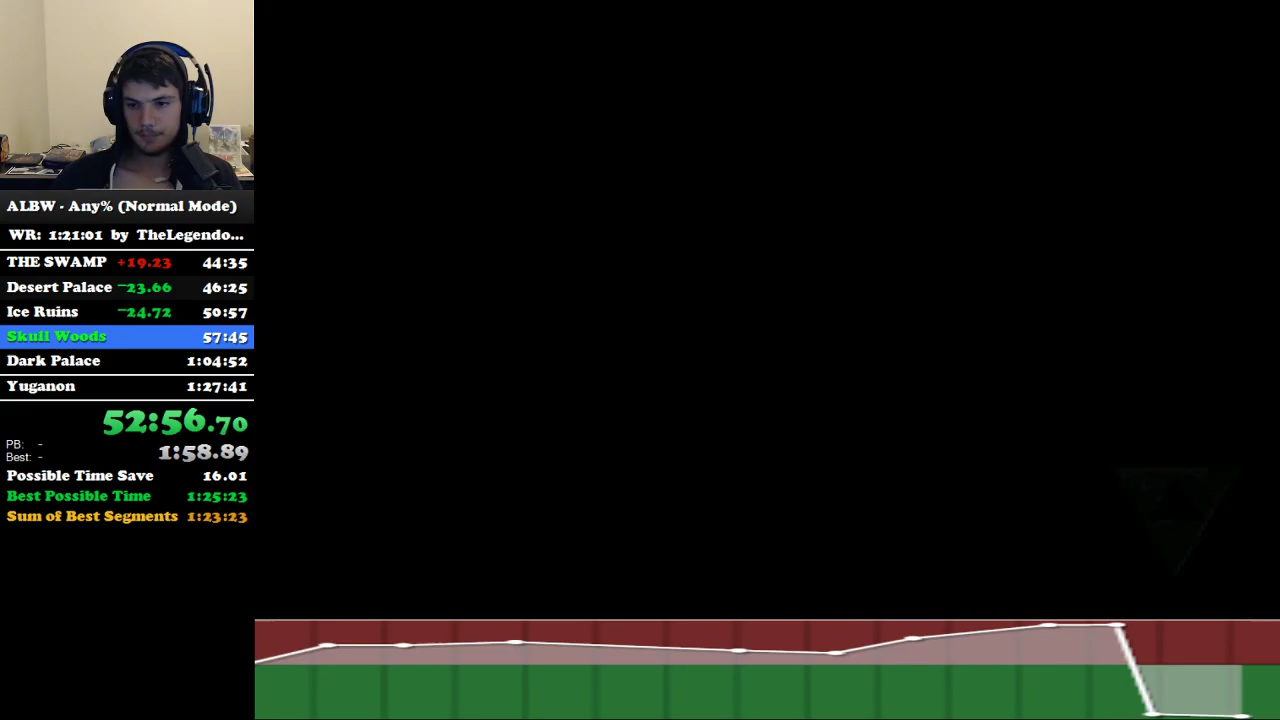 ALBW - Any% (Normal Mode)
WR: 1:21:01 by TheLegendo...
THE SWAMP +19.23 44:35
Desert Palace −23.66 46:25
Ice Ruins −24.72 50:57
Skull Woods 57:45
Dark Palace 1:04:52
Yuganon 1:27:41
52:56.70
PB: -
Best: -
1:58.89
Possible Time Save 16.01
Best Possible Time 1:25:23
Sum of Best Segments 1:23:23